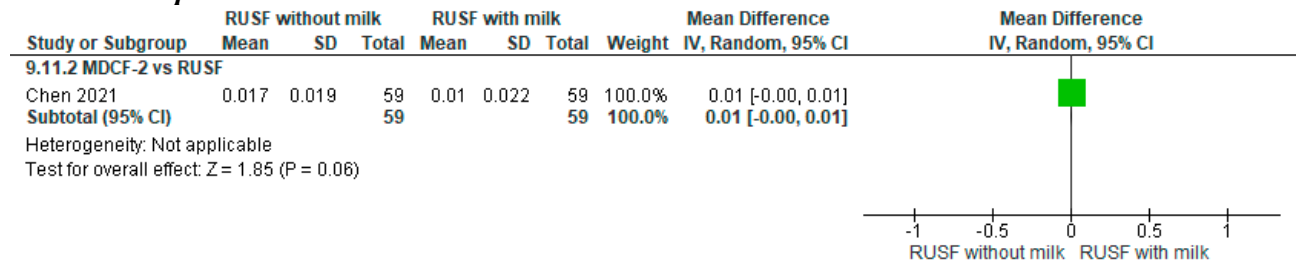 RUSF without milk RUSF with milk Mean Difference Mean Difference
Study or Subgroup Mean SD Total Mean SD Total Weight IV, Random, 95% CI IV, Random, 95% CI
9.11.2 MDCF-2 vs RUSF
Chen 2021 0.017 0.019 59 0.01 0.022 59 100.0% 0.01 [-0.00, 0.01]
Subtotal (95% CI) 59 59 100.0% 0.01 [-0.00, 0.01]
Heterogeneity: Not applicable
Test for overall effect: Z = 1.85 (P = 0.06)
-1 -0.5 0 0.5 1
RUSF without milk RUSF with milk